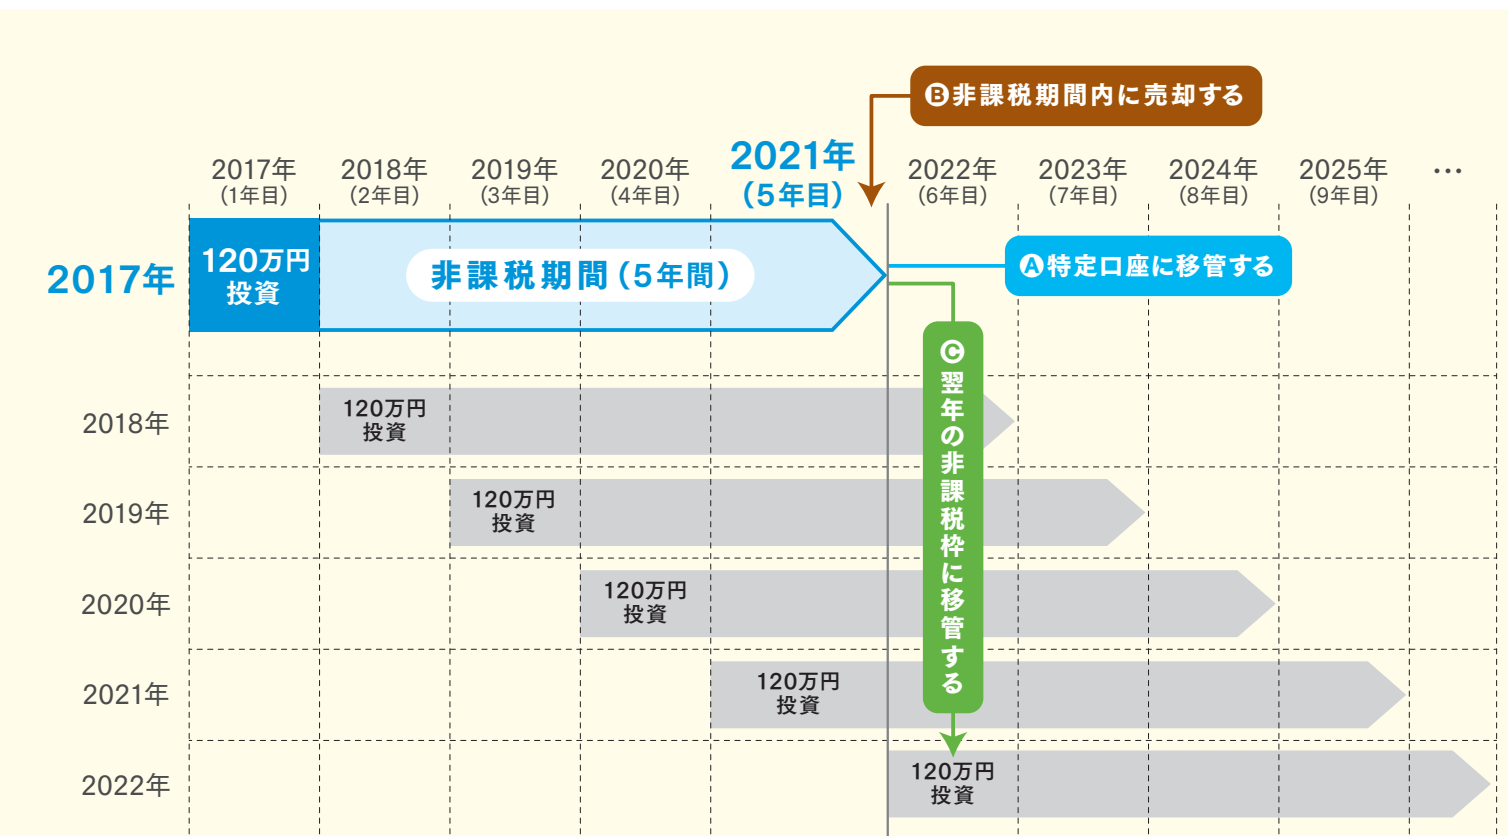 Ⓑ非課税期間内に売却する
2017年
(1年目)
2018年
(2年目)
2019年
(3年目)
2020年
(4年目)
2021年
(5年目)
2022年
(6年目)
2023年
(7年目)
2024年
(8年目)
2025年
(9年目)
…
2017年
120万円
投資
非課税期間(5年間)
Ⓐ特定口座に移管する
Ⓒ翌年の非課税枠に移管する
2018年
120万円
投資
2019年
120万円
投資
2020年
120万円
投資
2021年
120万円
投資
2022年
120万円
投資